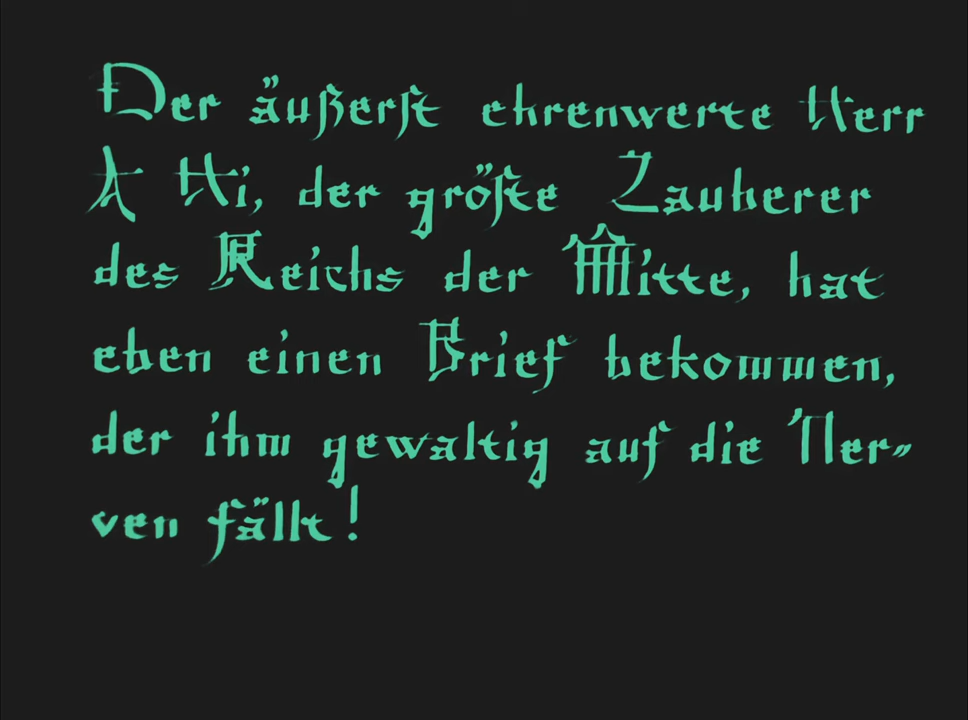 Der äußerst ehrenwerte Herr
A Hi, der größte Zauberer
des Reichs der Mitte, hat
eben einen Brief bekommen,
der ihm gewaltig auf die Ner-
ven fällt!